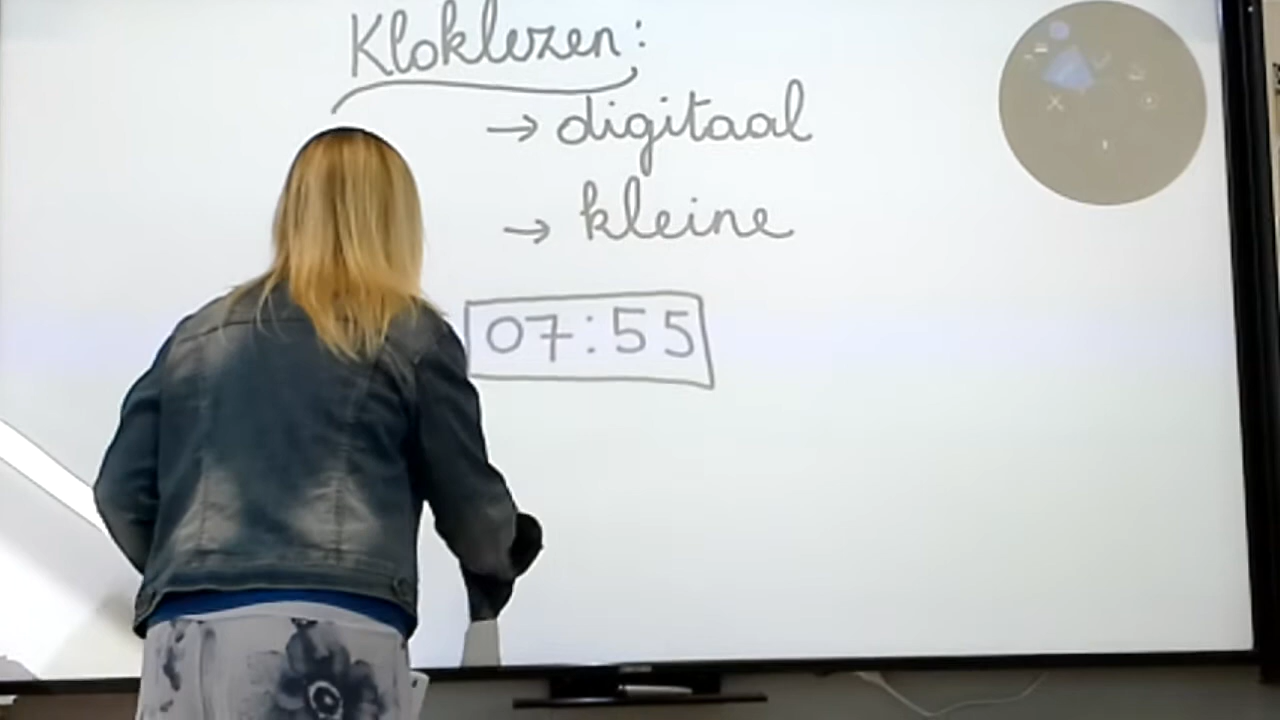 Kloklezen:
→ digitaal
→ kleine
07:55